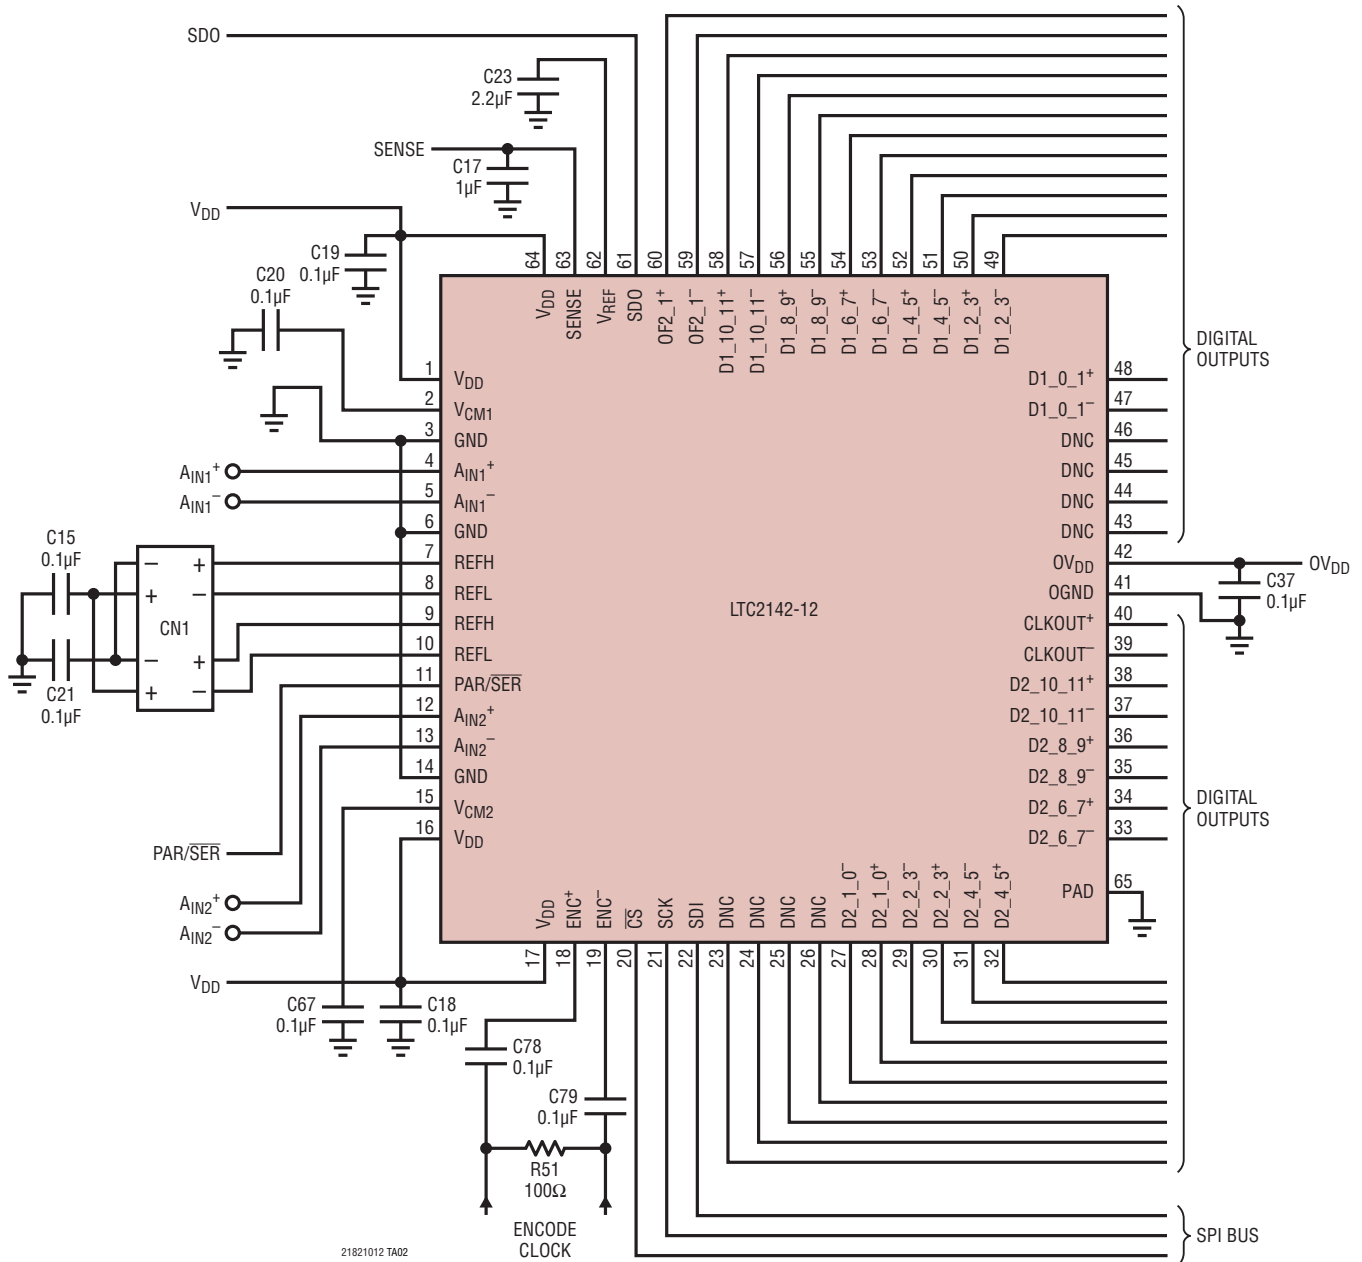 SDO
C23
2.2µF
SENSE
C17
1µF
VDD
C19
0.1µF
C20
0.1µF
64
63
62
61
60
59
58
57
56
55
54
53
52
51
50
49
VDD
SENSE
VREF
SDO
OF2_1+
OF2_1–
D1_10_11+
D1_10_11–
D1_8_9+
D1_8_9–
D1_6_7+
D1_6_7–
D1_4_5+
D1_4_5–
D1_2_3+
D1_2_3–
DIGITAL
OUTPUTS
1 VDD
2 VCM1
3 GND
AIN1+ 4 AIN1+
AIN1– 5 AIN1–
6 GND
7 REFH
8 REFL
9 REFH
10 REFL
11 PAR/SER
12 AIN2+
13 AIN2–
14 GND
15 VCM2
16 VDD
C15
0.1µF
– +
+ –
CN1
– +
+ –
C21
0.1µF
LTC2142-12
D1_0_1+ 48
D1_0_1– 47
DNC 46
DNC 45
DNC 44
DNC 43
OVDD 42
OVDD
OGND 41
C37
0.1µF
CLKOUT+ 40
CLKOUT– 39
D2_10_11+ 38
D2_10_11– 37
D2_8_9+ 36
D2_8_9– 35
D2_6_7+ 34
D2_6_7– 33
DIGITAL
OUTPUTS
PAD 65
PAR/SER
AIN2+
AIN2–
VDD
VDD
ENC+
ENC–
CS
SCK
SDI
DNC
DNC
DNC
DNC
D2_1_0–
D2_1_0+
D2_2_3–
D2_2_3+
D2_4_5–
D2_4_5+
17
18
19
20
21
22
23
24
25
26
27
28
29
30
31
32
C67
0.1µF
C18
0.1µF
C78
0.1µF
C79
0.1µF
R51
100Ω
ENCODE
CLOCK
SPI BUS
21821012 TA02